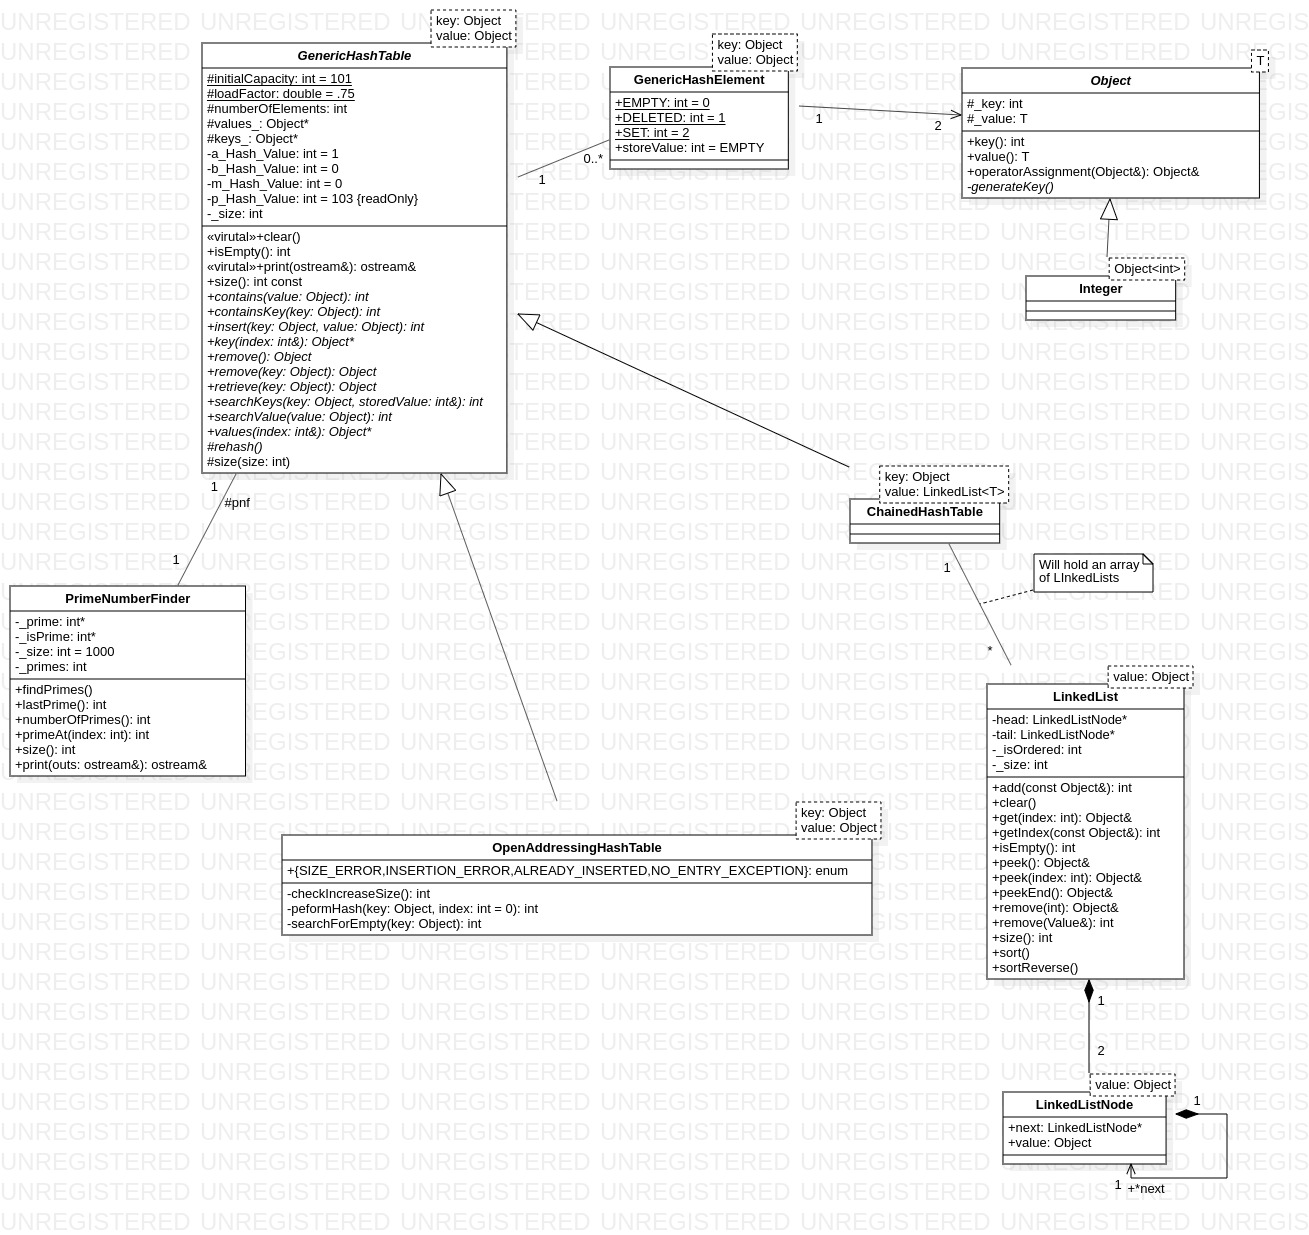 key: Object
value: Object
GenericHashTable
#initialCapacity: int = 101
#loadFactor: double = .75
#numberOfElements: int
#values_: Object*
#keys_: Object*
-a_Hash_Value: int = 1
-b_Hash_Value: int = 0
-m_Hash_Value: int = 0
-p_Hash_Value: int = 103 {readOnly}
-_size: int
«virutal»+clear()
+isEmpty(): int
«virutal»+print(ostream&): ostream&
+size(): int const
+contains(value: Object): int
+containsKey(key: Object): int
+insert(key: Object, value: Object): int
+key(index: int&): Object*
+remove(): Object
+remove(key: Object): Object
+retrieve(key: Object): Object
+searchKeys(key: Object, storedValue: int&): int
+searchValue(value: Object): int
+values(index: int&): Object*
#rehash()
#size(size: int)
key: Object
value: Object
GenericHashElement
+EMPTY: int = 0
+DELETED: int = 1
+SET: int = 2
+storeValue: int = EMPTY
0..*
1
1
2
T
Object
#_key: int
#_value: T
+key(): int
+value(): T
+operatorAssignment(Object&): Object&
-generateKey()
Object<int>
Integer
1
#pnf
1
PrimeNumberFinder
-_prime: int*
-_isPrime: int*
-_size: int = 1000
-_primes: int
+findPrimes()
+lastPrime(): int
+numberOfPrimes(): int
+primeAt(index: int): int
+size(): int
+print(outs: ostream&): ostream&
key: Object
value: LinkedList<T>
ChainedHashTable
1
Will hold an array
of LInkedLists
*
value: Object
LinkedList
-head: LinkedListNode*
-tail: LinkedListNode*
-_isOrdered: int
-_size: int
+add(const Object&): int
+clear()
+get(index: int): Object&
+getIndex(const Object&): int
+isEmpty(): int
+peek(): Object&
+peek(index: int): Object&
+peekEnd(): Object&
+remove(int): Object&
+remove(Value&): int
+size(): int
+sort()
+sortReverse()
key: Object
value: Object
OpenAddressingHashTable
+{SIZE_ERROR,INSERTION_ERROR,ALREADY_INSERTED,NO_ENTRY_EXCEPTION}: enum
-checkIncreaseSize(): int
-peformHash(key: Object, index: int = 0): int
-searchForEmpty(key: Object): int
1
2
value: Object
LinkedListNode
+next: LinkedListNode*
+value: Object
1
1
+*next